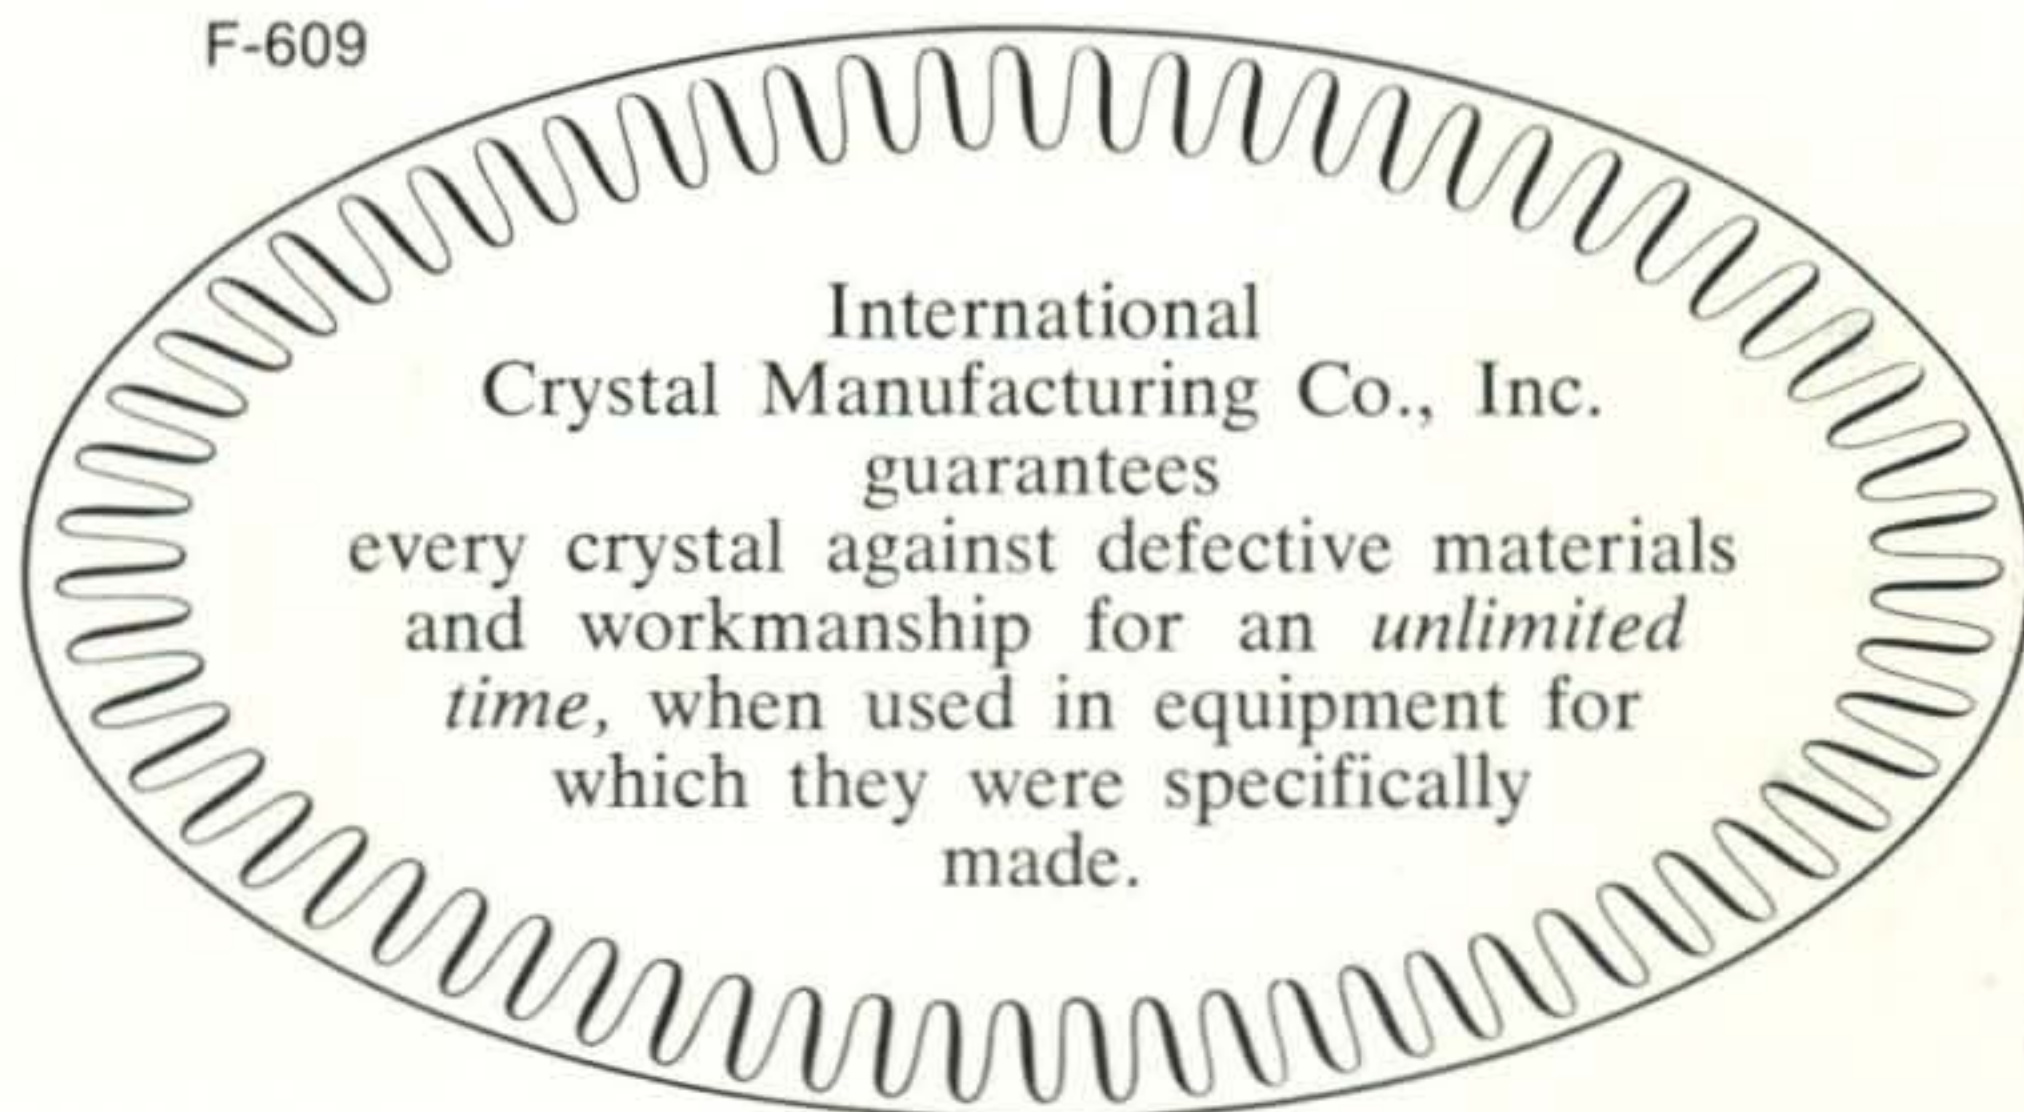 F-609
International
Crystal Manufacturing Co., Inc.
guarantees
every crystal against defective materials
and workmanship for an unlimited
time, when used in equipment for
which they were specifically
made.